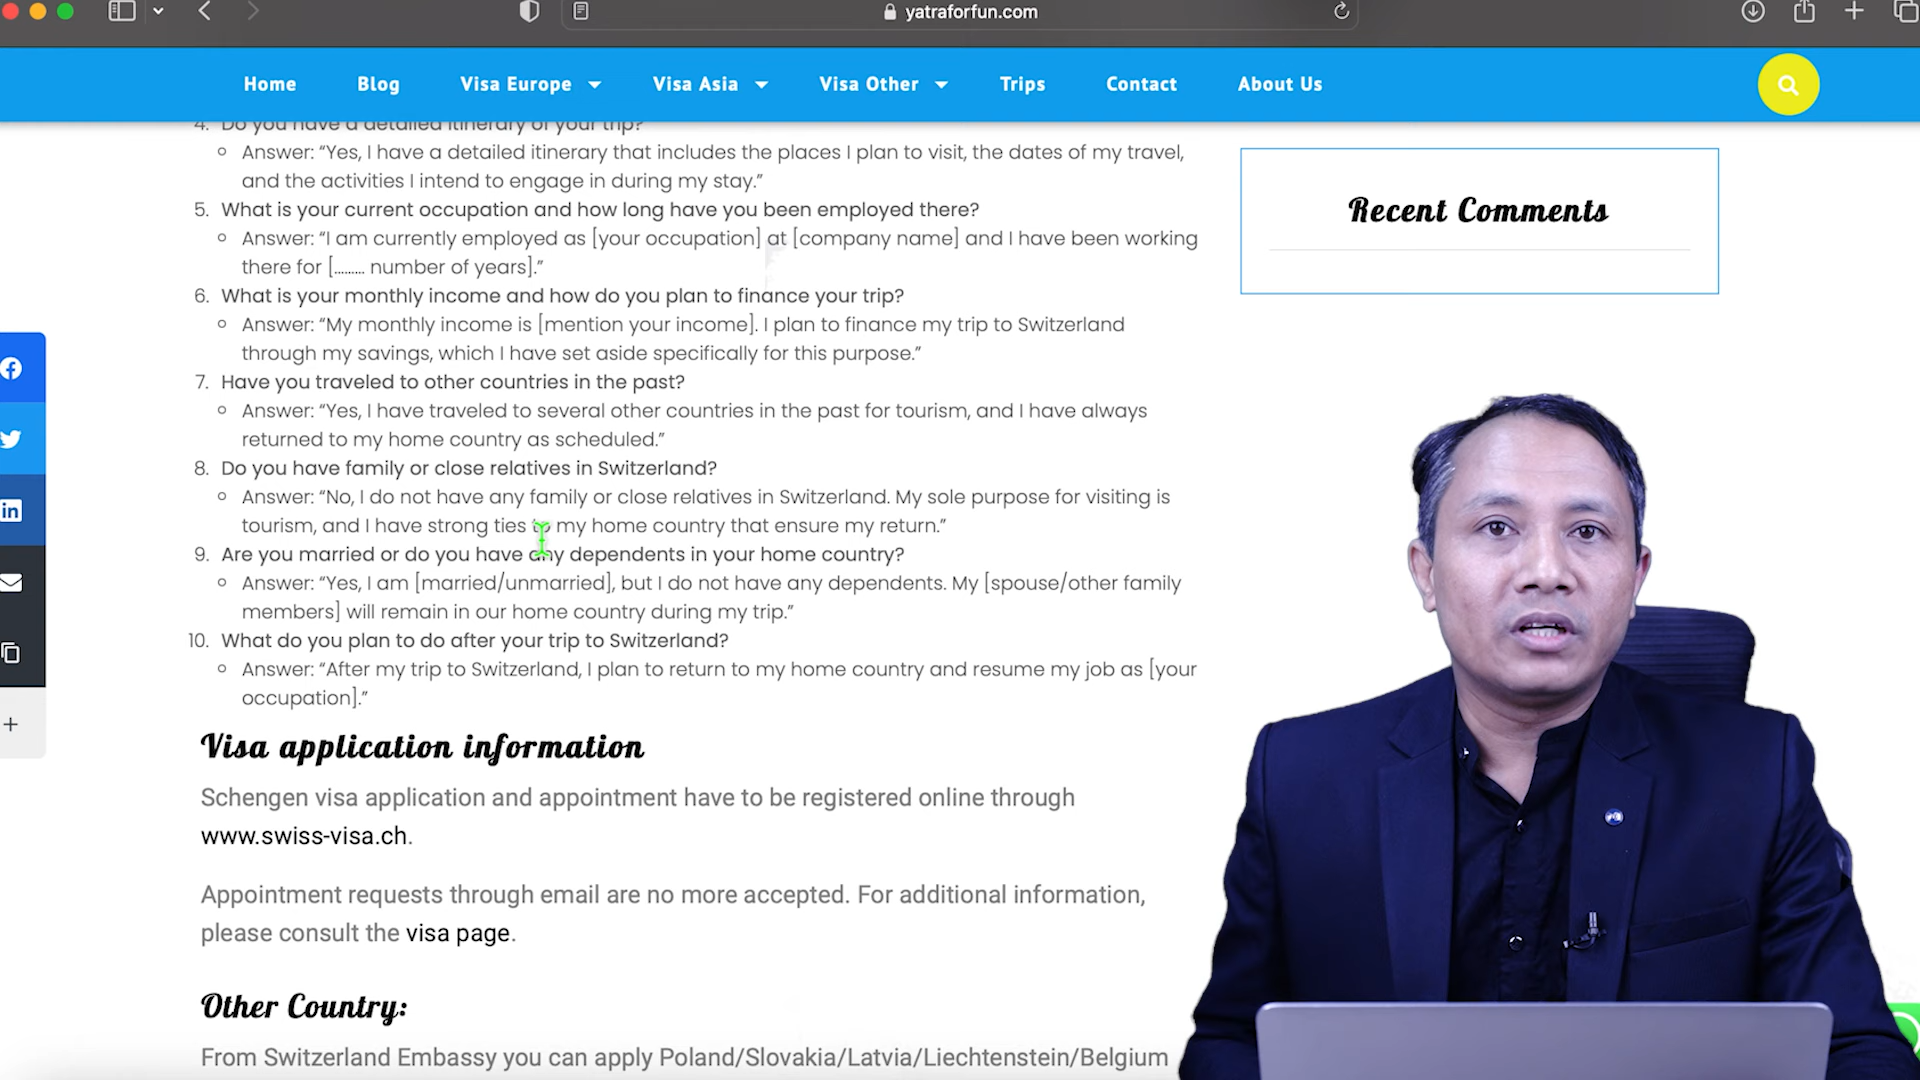 yatraforfun.com
Home
Blog
Visa Europe
Visa Asia
Visa Other
Trips
Contact
About Us
4. Do you have a detailed itinerary of your trip?
Answer: “Yes, I have a detailed itinerary that includes the places I plan to visit, the dates of my travel,
and the activities I intend to engage in during my stay.”
5. What is your current occupation and how long have you been employed there?
Answer: “I am currently employed as [your occupation] at [company name] and I have been working
there for [......... number of years].”
6. What is your monthly income and how do you plan to finance your trip?
Answer: “My monthly income is [mention your income]. I plan to finance my trip to Switzerland
through my savings, which I have set aside specifically for this purpose.”
7. Have you traveled to other countries in the past?
Answer: “Yes, I have traveled to several other countries in the past for tourism, and I have always
returned to my home country as scheduled.”
8. Do you have family or close relatives in Switzerland?
Answer: “No, I do not have any family or close relatives in Switzerland. My sole purpose for visiting is
tourism, and I have strong ties to my home country that ensure my return.”
9. Are you married or do you have any dependents in your home country?
Answer: “Yes, I am [married/unmarried], but I do not have any dependents. My [spouse/other family
members] will remain in our home country during my trip.”
10. What do you plan to do after your trip to Switzerland?
Answer: “After my trip to Switzerland, I plan to return to my home country and resume my job as [your
occupation].”
Visa application information
Schengen visa application and appointment have to be registered online through
www.swiss-visa.ch.
Appointment requests through email are no more accepted. For additional information,
please consult the visa page.
Other Country:
From Switzerland Embassy you can apply Poland/Slovakia/Latvia/Liechtenstein/Belgium
Recent Comments